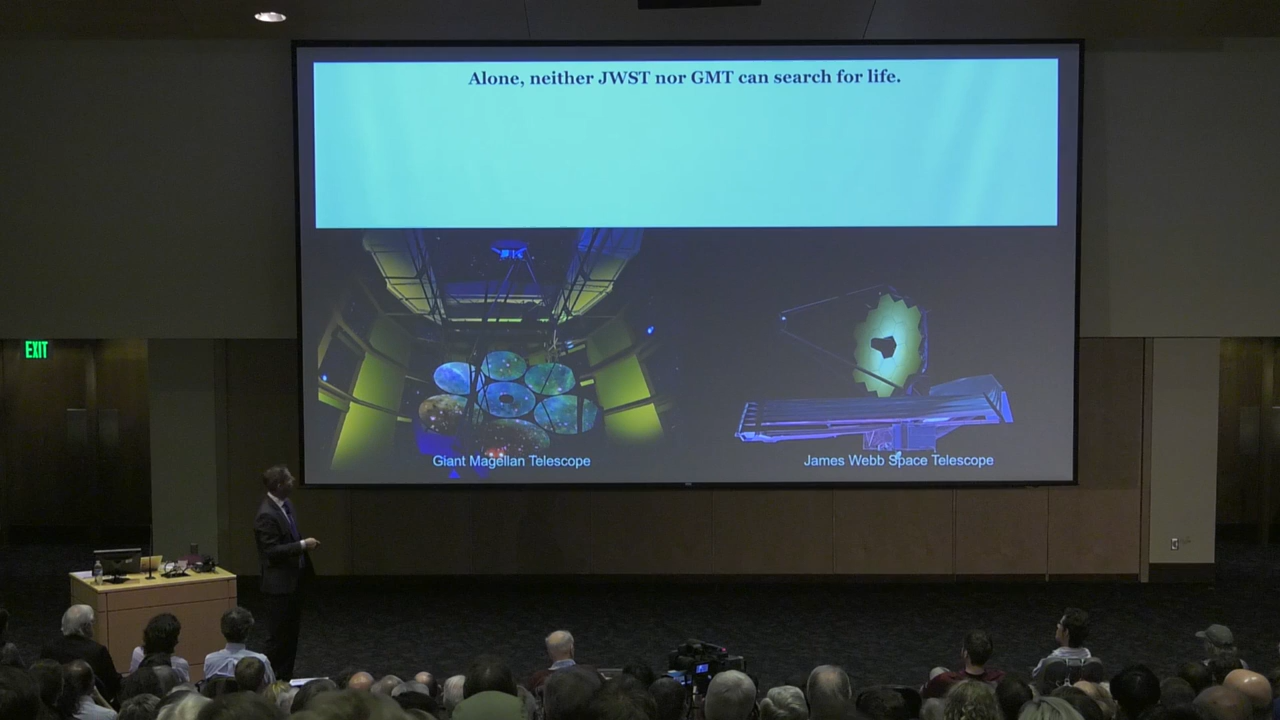 Alone, neither JWST nor GMT can search for life.
EXIT
Giant Magellan Telescope
James Webb Space Telescope